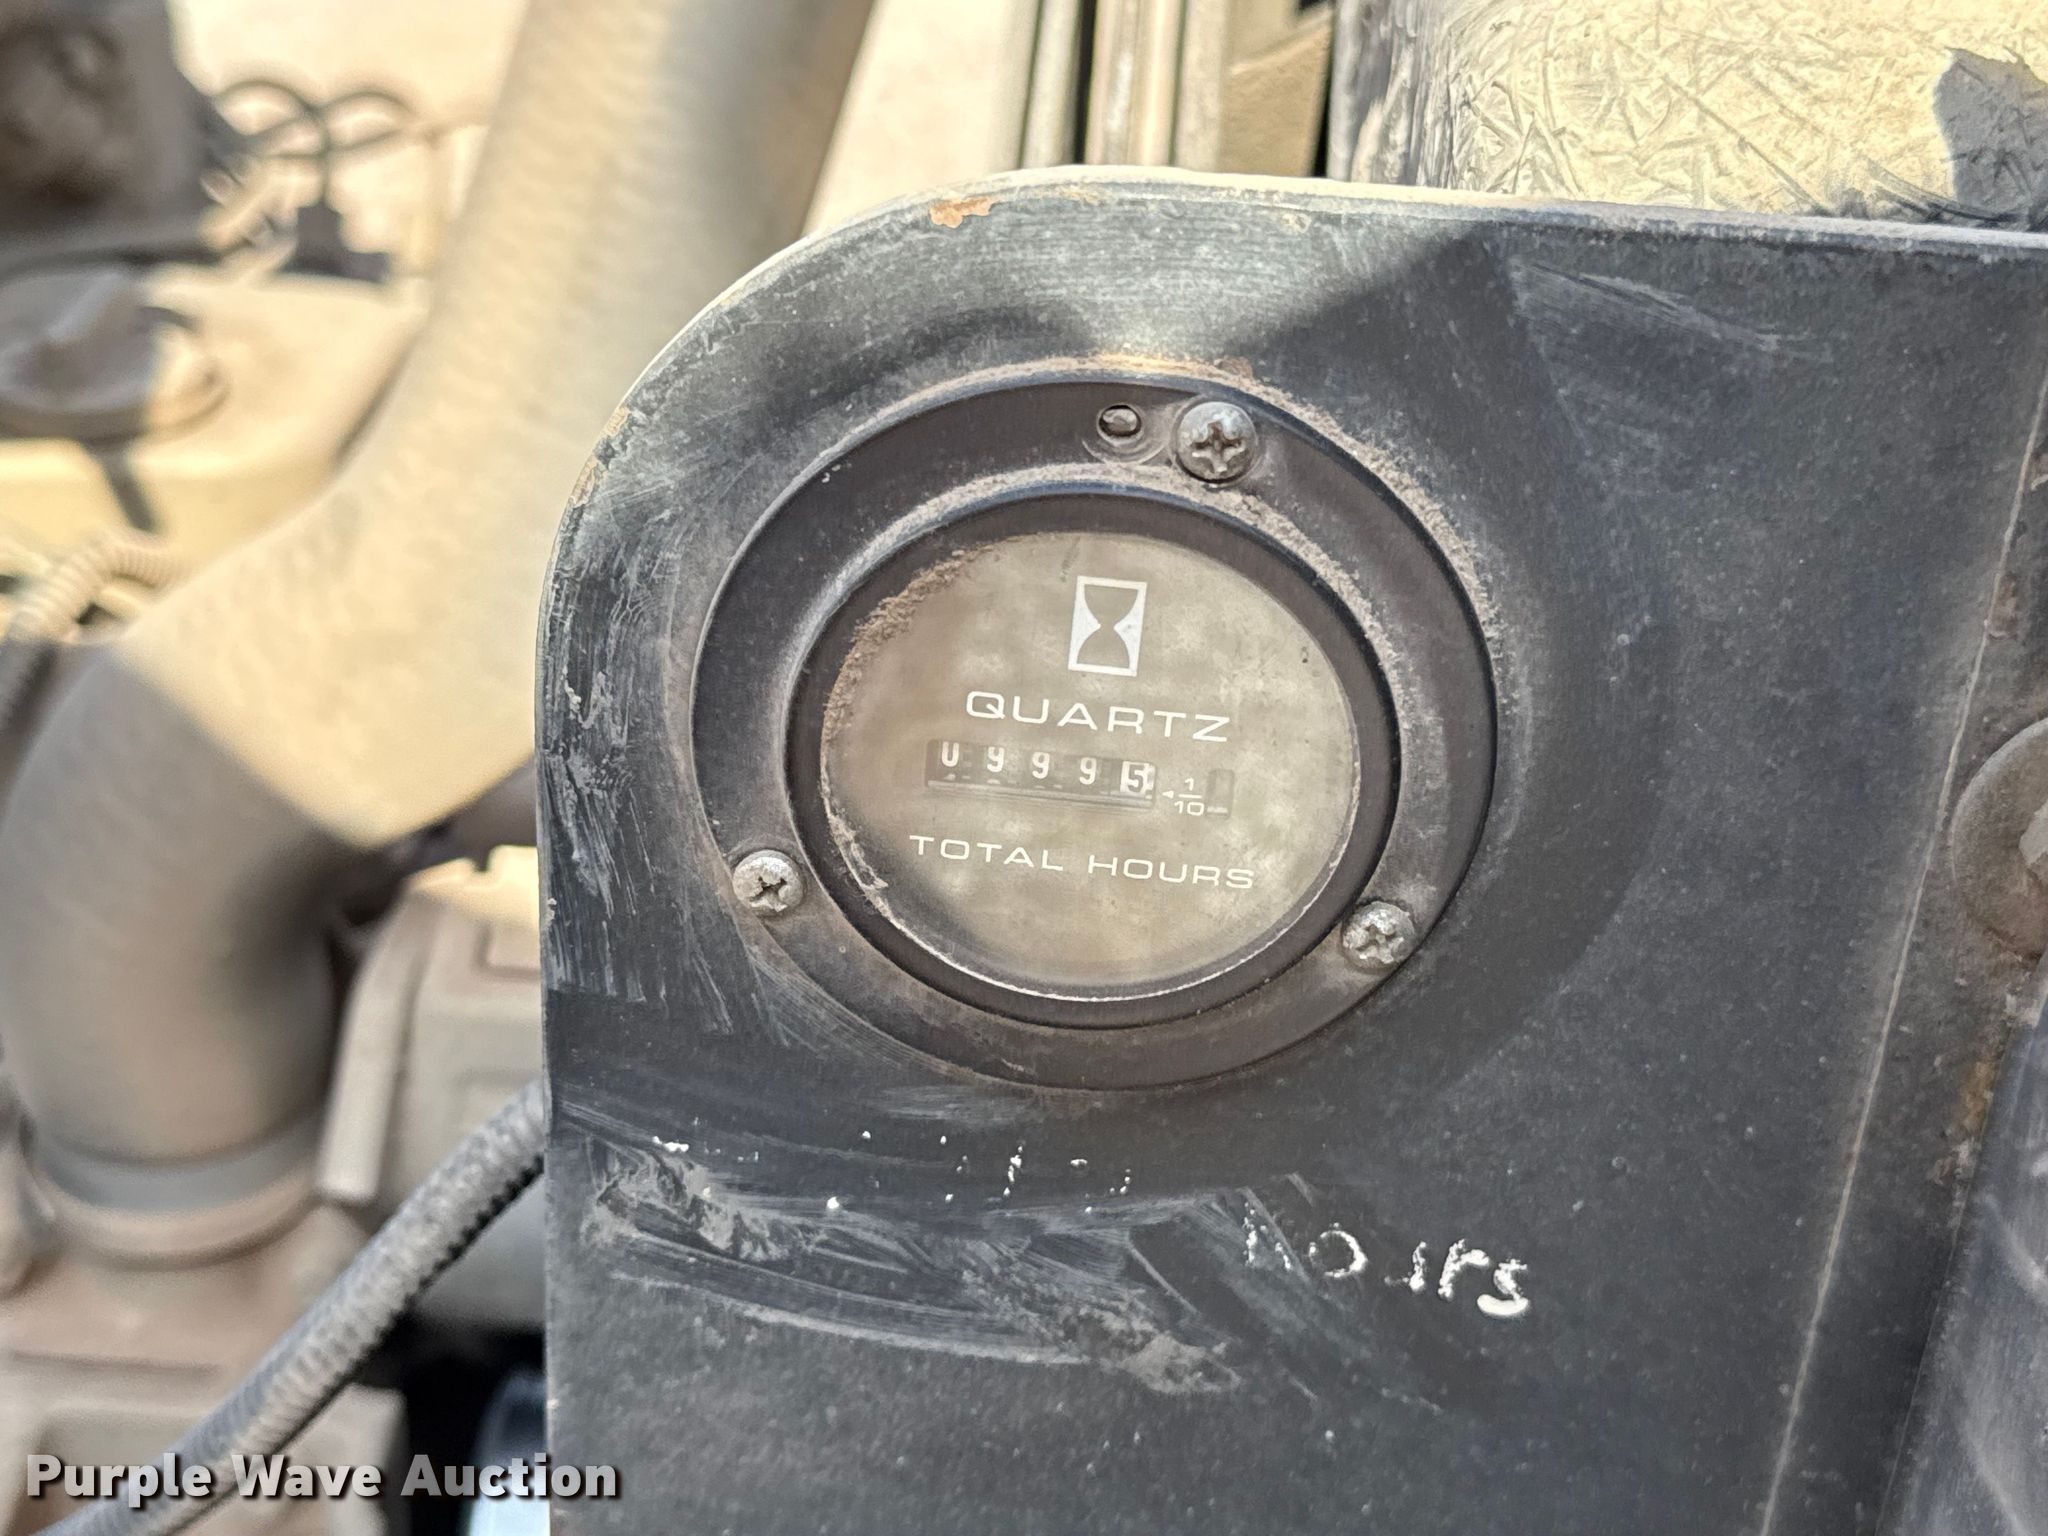 QUARTZ
09995 1/10
TOTAL HOURS
HOURS
Purple Wave Auction